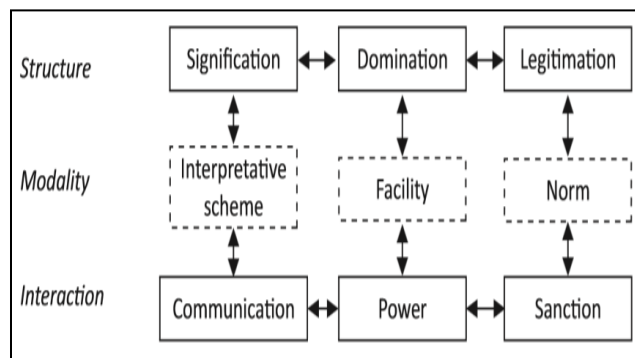 Structure Signification Domination Legitimation
Modality Interpretative scheme Facility Norm
Interaction Communication Power Sanction